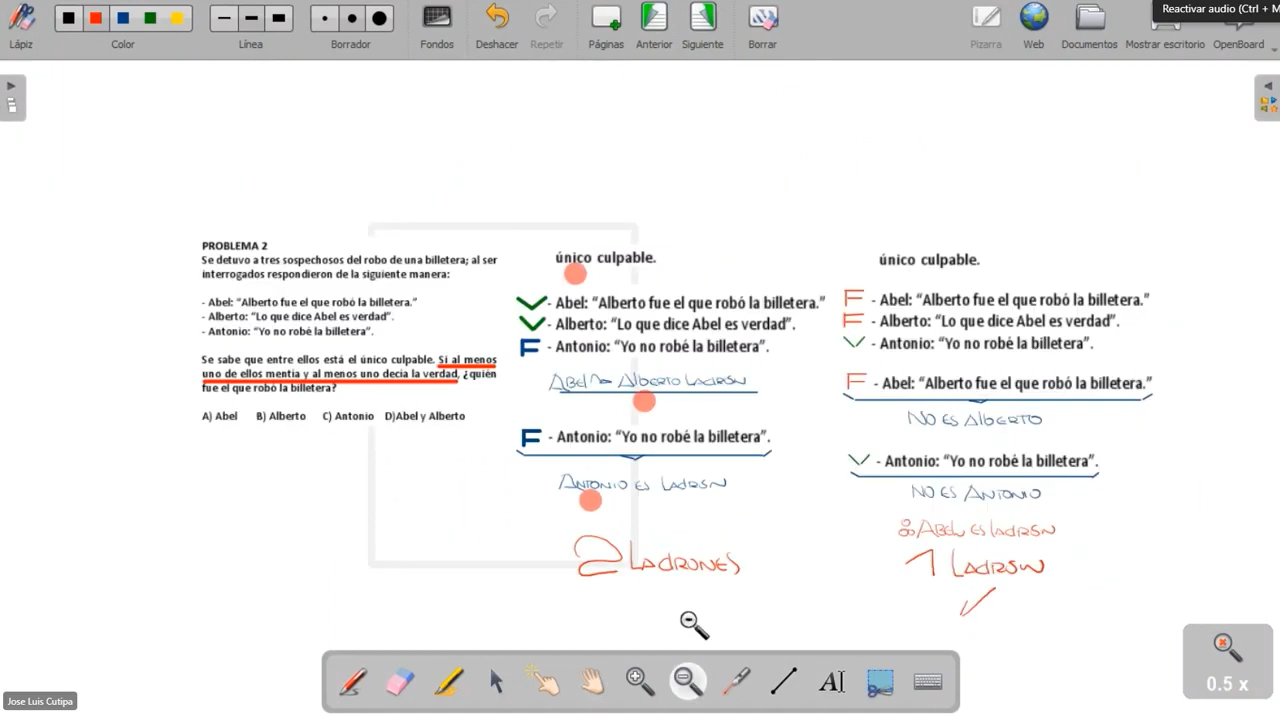 Reactivar audio (Ctrl + M
Lápiz
Color
Línea
Borrador
Fondos
Deshacer
Repetir
Páginas
Anterior
Siguiente
Borrar
Pizarra
Web
Documentos
Mostrar escritorio
OpenBoard
PROBLEMA 2
Se detuvo a tres sospechosos del robo de una billetera; al ser
interrogados respondieron de la siguiente manera:
- Abel: “Alberto fue el que robó la billetera.”
- Alberto: “Lo que dice Abel es verdad”.
- Antonio: “Yo no robé la billetera”.
Se sabe que entre ellos está el único culpable. Si al menos
uno de ellos mentía y al menos uno decía la verdad, ¿quién
fue el que robó la billetera?
A) Abel B) Alberto C) Antonio D)Abel y Alberto
único culpable.
V - Abel: “Alberto fue el que robó la billetera.”
V - Alberto: “Lo que dice Abel es verdad”.
F - Antonio: “Yo no robé la billetera”.
ABEL Alberto LADRÓN
F - Antonio: “Yo no robé la billetera”.
ANTONIO ES LADRÓN
2 LADRONES
único culpable.
F - Abel: “Alberto fue el que robó la billetera.”
F - Alberto: “Lo que dice Abel es verdad”.
V - Antonio: “Yo no robé la billetera”.
F - Abel: “Alberto fue el que robó la billetera.”
NO ES AlBERTO
V - Antonio: “Yo no robé la billetera”.
NO ES ANTONIO
ABEL ES LADRÓN
1 LADRÓN
0.5 x
Jose Luis Cutipa